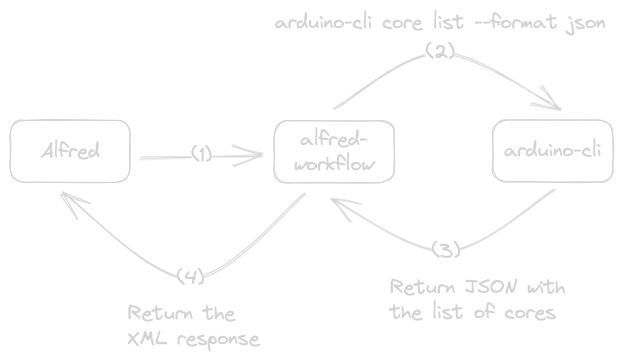 arduino-cli core list --format json
(2)
Alfred
(1)
alfred-
workflow
arduino-cli
(4)
(3)
Return JSON with
the list of cores
Return the
XML response